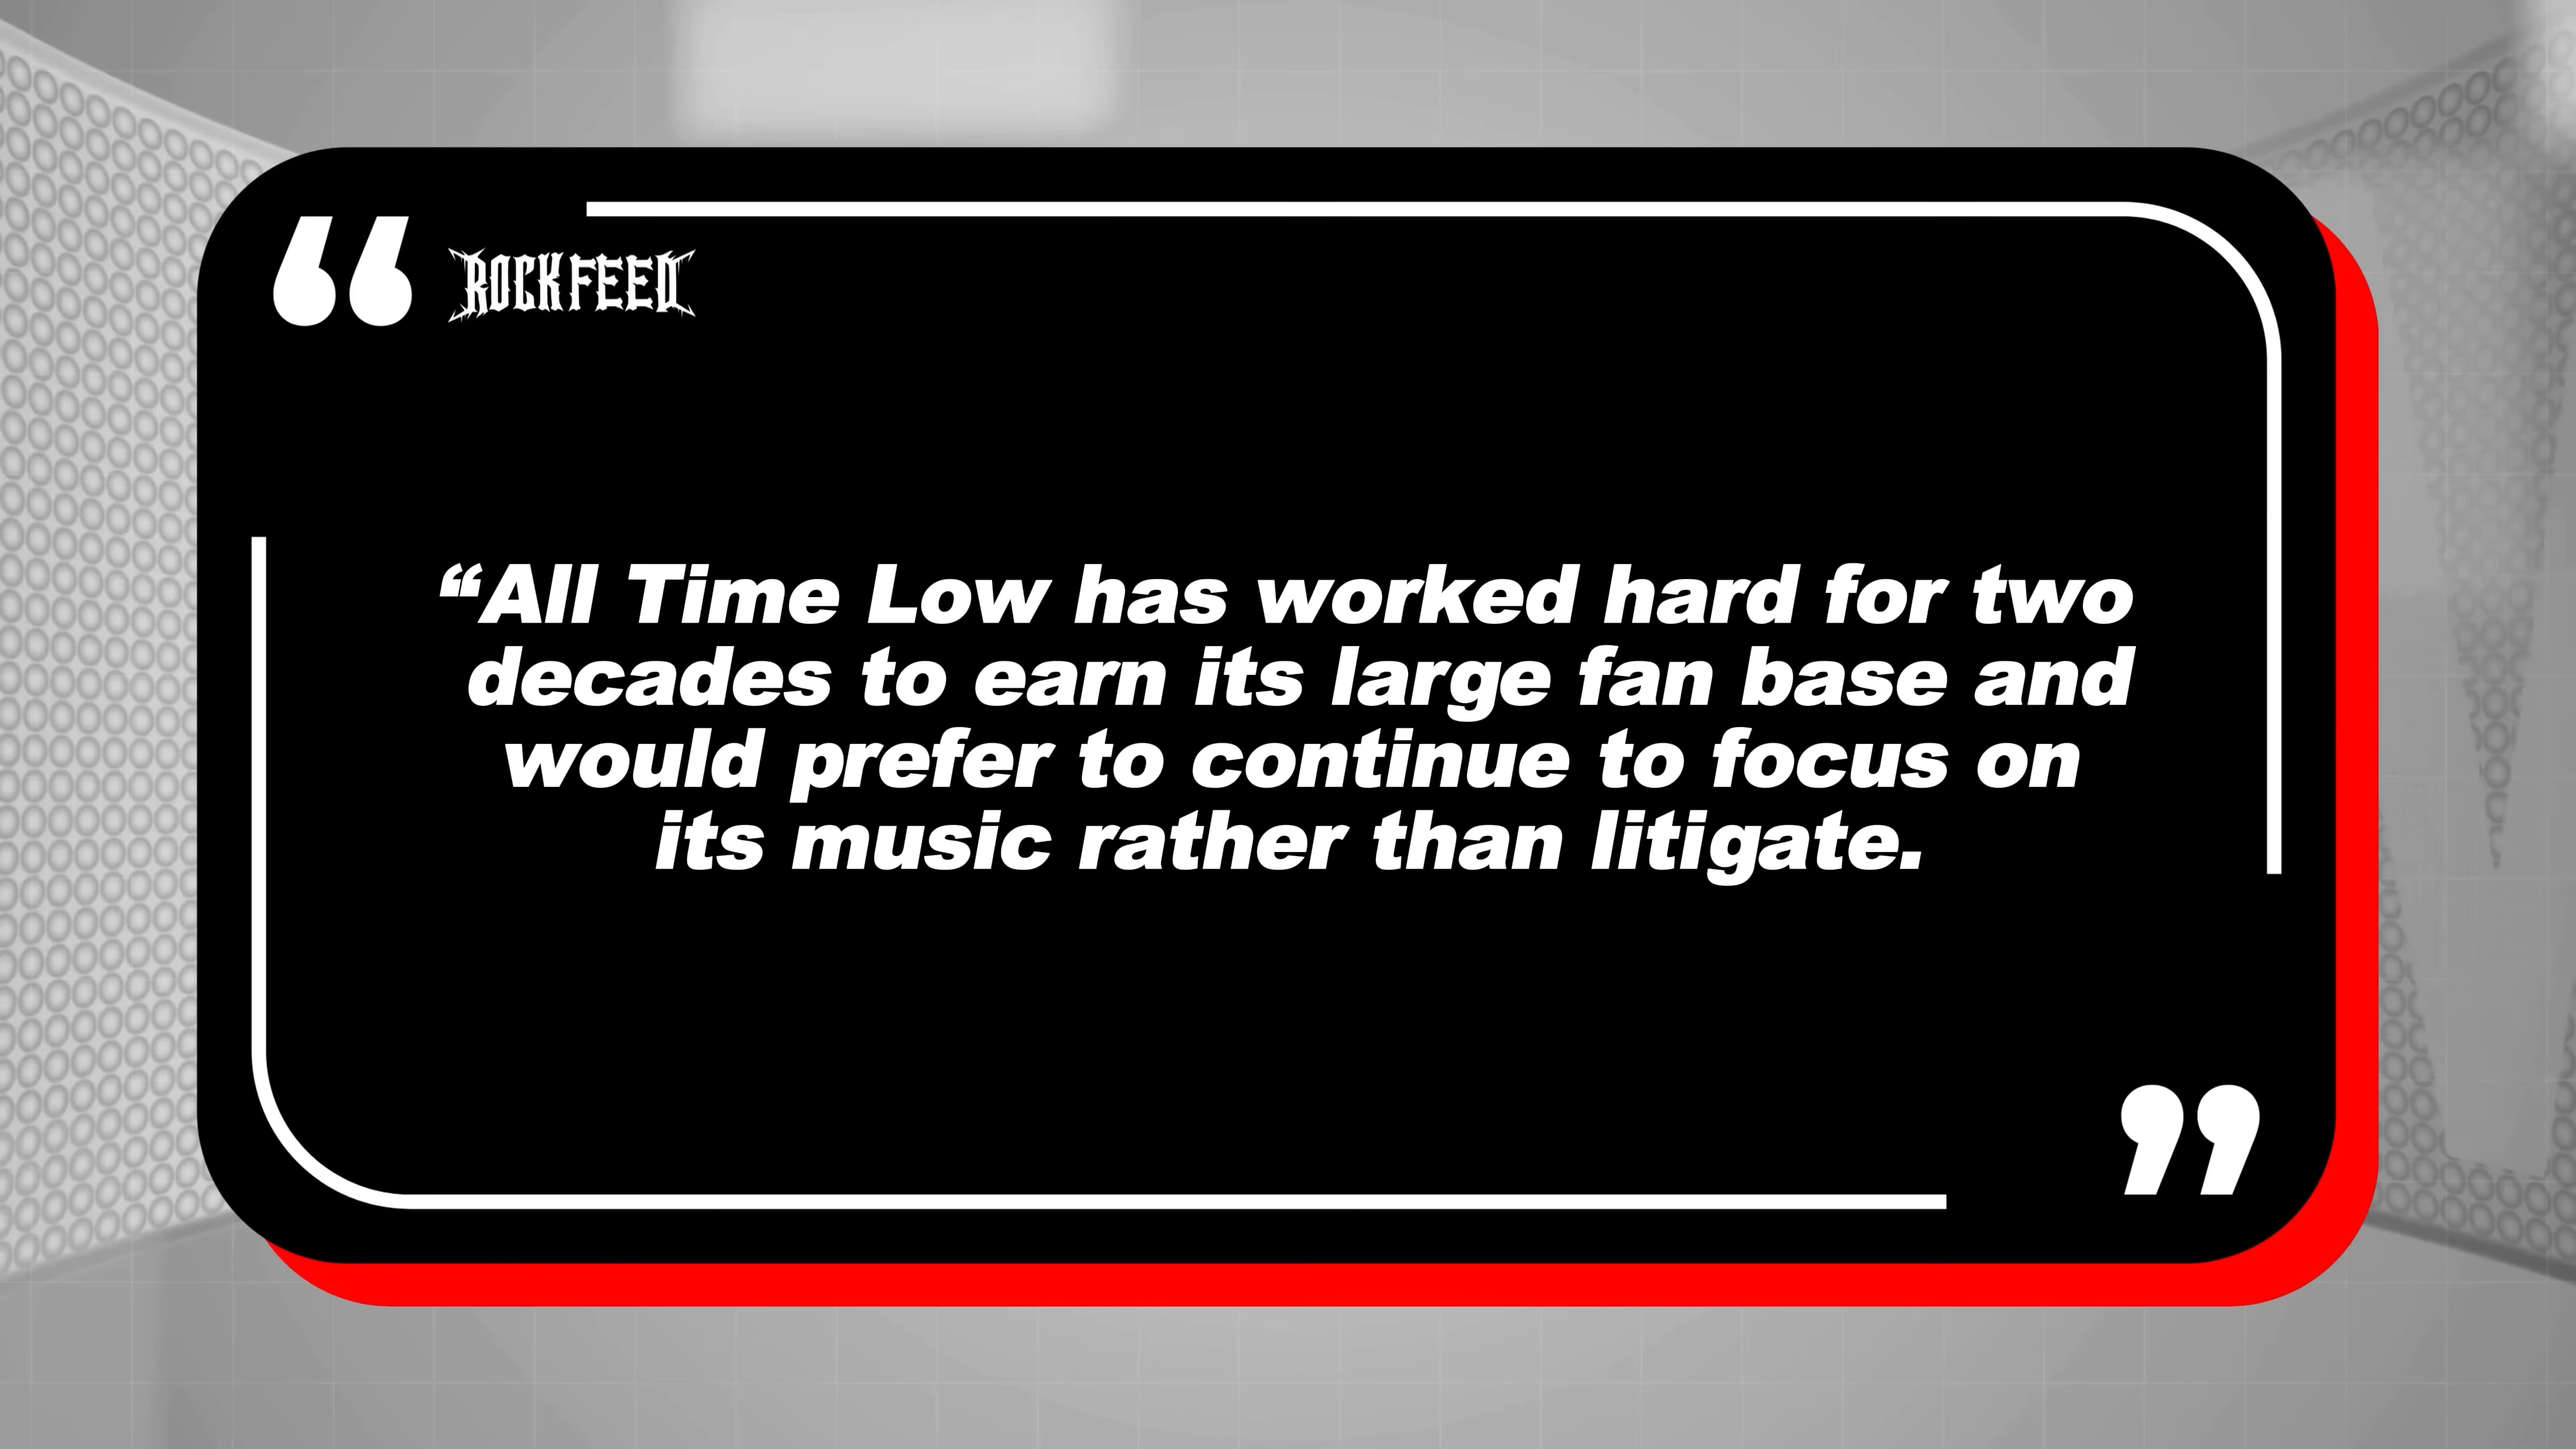 ROCKFEED
“All Time Low has worked hard for two
decades to earn its large fan base and
would prefer to continue to focus on
its music rather than litigate.